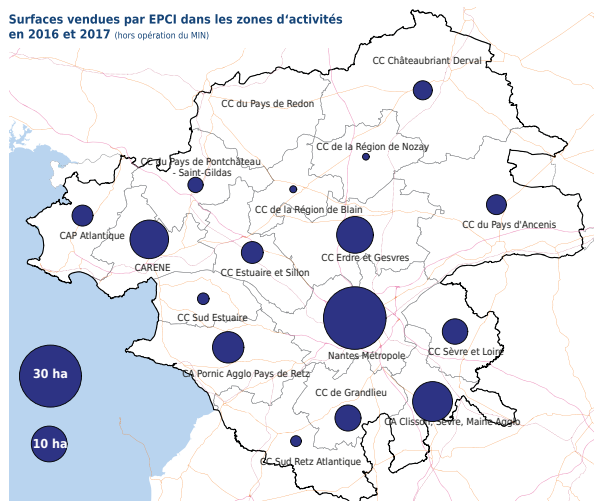 Surfaces vendues par EPCI dans les zones d'activités
en 2016 et 2017 (hors opération du MIN)
CC Châteaubriant Derval
CC du Pays de Redon
CC de la Région de Nozay
CC du Pays de Pontchâteau
- Saint-Gildas
CC de la Région de Blain
CC du Pays d'Ancenis
CAP Atlantique
CC Erdre et Gesvres
CARENE
CC Estuaire et Sillon
CC Sud Estuaire
Nantes Métropole
CC Sèvre et Loire
CA Pornic Agglo Pays de Retz
30 ha
CC de Grandlieu
CA Clisson, Sèvre, Maine Agglo
10 ha
CC Sud Retz Atlantique